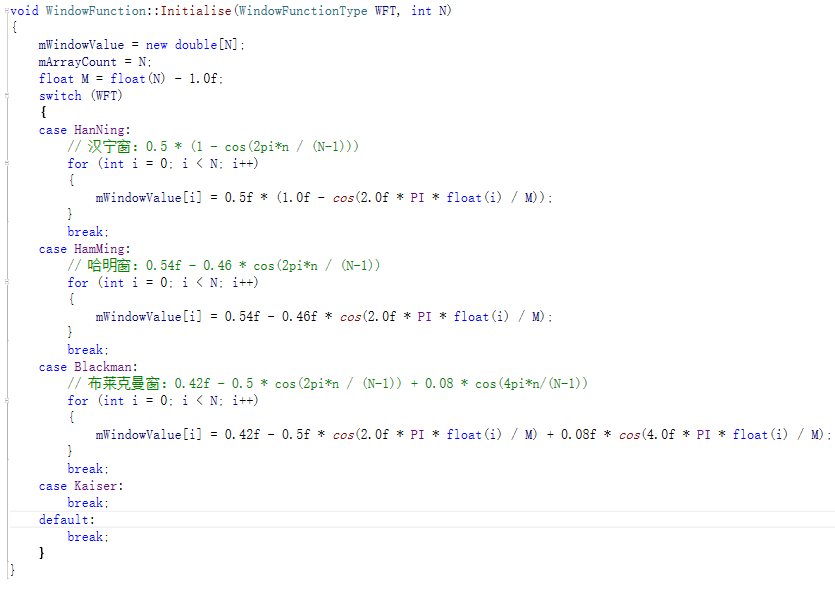 void WindowFunction::Initialise(WindowFunctionType WFT, int N)
{
    mWindowValue = new double[N];
    mArrayCount = N;
    float M = float(N) - 1.0f;
    switch (WFT)
    {
    case HanNing:
        // 汉宁窗: 0.5 * (1 - cos(2pi*n / (N-1)))
        for (int i = 0; i < N; i++)
        {
            mWindowValue[i] = 0.5f * (1.0f - cos(2.0f * PI * float(i) / M));
        }
        break;
    case HamMing:
        // 哈明窗: 0.54f - 0.46 * cos(2pi*n / (N-1))
        for (int i = 0; i < N; i++)
        {
            mWindowValue[i] = 0.54f - 0.46f * cos(2.0f * PI * float(i) / M);
        }
        break;
    case Blackman:
        // 布莱克曼窗: 0.42f - 0.5 * cos(2pi*n / (N-1)) + 0.08 * cos(4pi*n/(N-1))
        for (int i = 0; i < N; i++)
        {
            mWindowValue[i] = 0.42f - 0.5f * cos(2.0f * PI * float(i) / M) + 0.08f * cos(4.0f * PI * float(i) / M);
        }
        break;
    case Kaiser:
        break;
    default:
        break;
    }
}